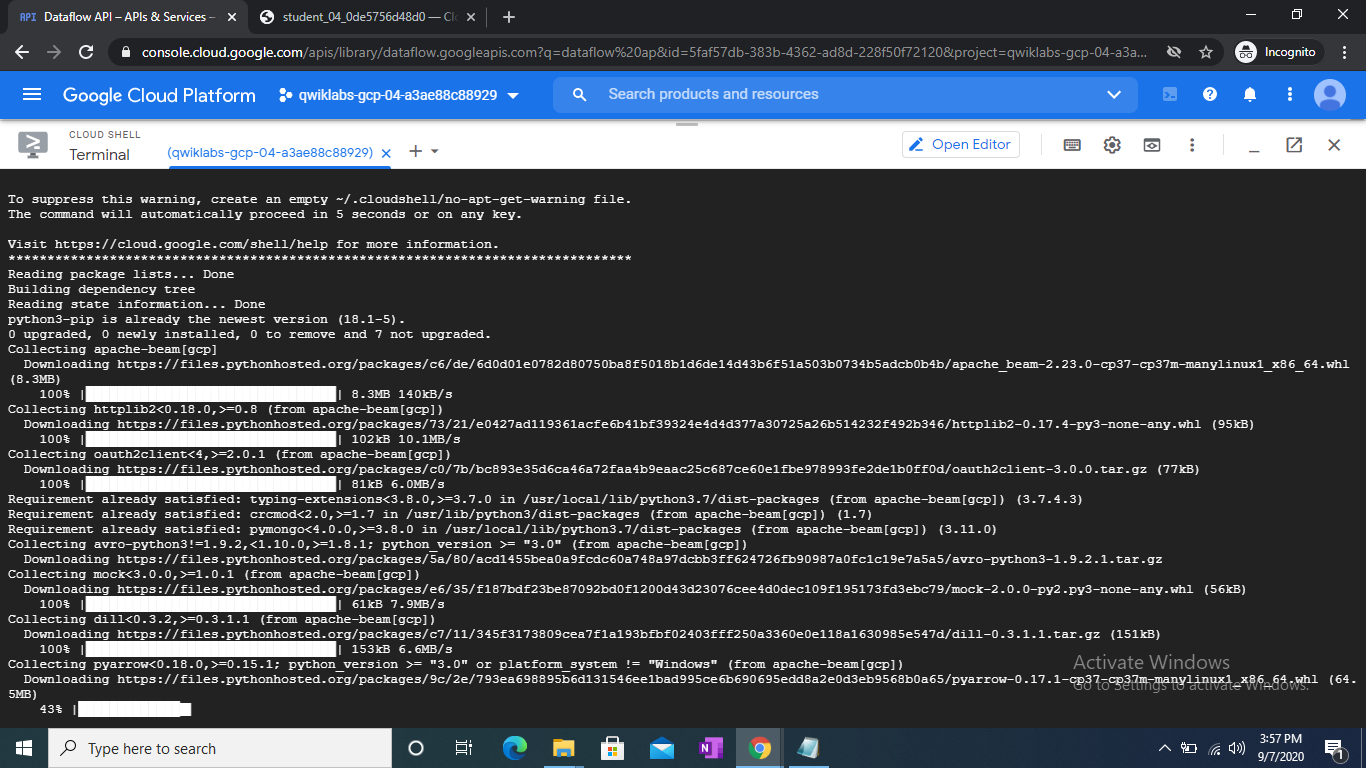 API Dataflow API – APIs & Services –
student_04_0de5756d48d0 — Clo
console.cloud.google.com/apis/library/dataflow.googleapis.com?q=dataflow%20ap&id=5faf57db-383b-4362-ad8d-228f50f72120&project=qwiklabs-gcp-04-a3a...
Incognito
Google Cloud Platform
qwiklabs-gcp-04-a3ae88c88929
Search products and resources
CLOUD SHELL
Terminal
(qwiklabs-gcp-04-a3ae88c88929)
Open Editor
To suppress this warning, create an empty ~/.cloudshell/no-apt-get-warning file.
The command will automatically proceed in 5 seconds or on any key.
Visit https://cloud.google.com/shell/help for more information.
********************************************************************************
Reading package lists... Done
Building dependency tree
Reading state information... Done
python3-pip is already the newest version (18.1-5).
0 upgraded, 0 newly installed, 0 to remove and 7 not upgraded.
Collecting apache-beam[gcp]
Downloading https://files.pythonhosted.org/packages/c6/de/6d0d01e0782d80750ba8f5018b1d6de14d43b6f51a503b0734b5adcb0b4b/apache_beam-2.23.0-cp37-cp37m-manylinux1_x86_64.whl
(8.3MB)
100% | | 8.3MB 140kB/s
Collecting httplib2<0.18.0,>=0.8 (from apache-beam[gcp])
Downloading https://files.pythonhosted.org/packages/73/21/e0427ad119361acfe6b41bf39324e4d4d377a30725a26b514232f492b346/httplib2-0.17.4-py3-none-any.whl (95kB)
100% | | 102kB 10.1MB/s
Collecting oauth2client<4,>=2.0.1 (from apache-beam[gcp])
Downloading https://files.pythonhosted.org/packages/c0/7b/bc893e35d6ca46a72faa4b9eaac25c687ce60e1fbe978993fe2de1b0ff0d/oauth2client-3.0.0.tar.gz (77kB)
100% | | 81kB 6.0MB/s
Requirement already satisfied: typing-extensions<3.8.0,>=3.7.0 in /usr/local/lib/python3.7/dist-packages (from apache-beam[gcp]) (3.7.4.3)
Requirement already satisfied: crcmod<2.0,>=1.7 in /usr/lib/python3/dist-packages (from apache-beam[gcp]) (1.7)
Requirement already satisfied: pymongo<4.0.0,>=3.8.0 in /usr/local/lib/python3.7/dist-packages (from apache-beam[gcp]) (3.11.0)
Collecting avro-python3!=1.9.2,<1.10.0,>=1.8.1; python_version >= "3.0" (from apache-beam[gcp])
Downloading https://files.pythonhosted.org/packages/5a/80/acd1455bea0a9fcdc60a748a97dcbb3ff624726fb90987a0fc1c19e7a5a5/avro-python3-1.9.2.1.tar.gz
Collecting mock<3.0.0,>=1.0.1 (from apache-beam[gcp])
Downloading https://files.pythonhosted.org/packages/e6/35/f187bdf23be87092bd0f1200d43d23076cee4d0dec109f195173fd3ebc79/mock-2.0.0-py2.py3-none-any.whl (56kB)
100% | | 61kB 7.9MB/s
Collecting dill<0.3.2,>=0.3.1.1 (from apache-beam[gcp])
Downloading https://files.pythonhosted.org/packages/c7/11/345f3173809cea7f1a193bfbf02403fff250a3360e0e118a1630985e547d/dill-0.3.1.1.tar.gz (151kB)
100% | | 153kB 6.6MB/s
Collecting pyarrow<0.18.0,>=0.15.1; python_version >= "3.0" or platform_system != "Windows" (from apache-beam[gcp])
Downloading https://files.pythonhosted.org/packages/9c/2e/793ea698895b6d131546ee1bad995ce6b690695edd8a2e0d3eb9568b0a65/pyarrow-0.17.1-cp37-cp37m-manylinux1_x86_64.whl (64.
5MB)
43% |
Activate Windows
Go to Settings to activate Windows.
Type here to search
3:57 PM
9/7/2020
1